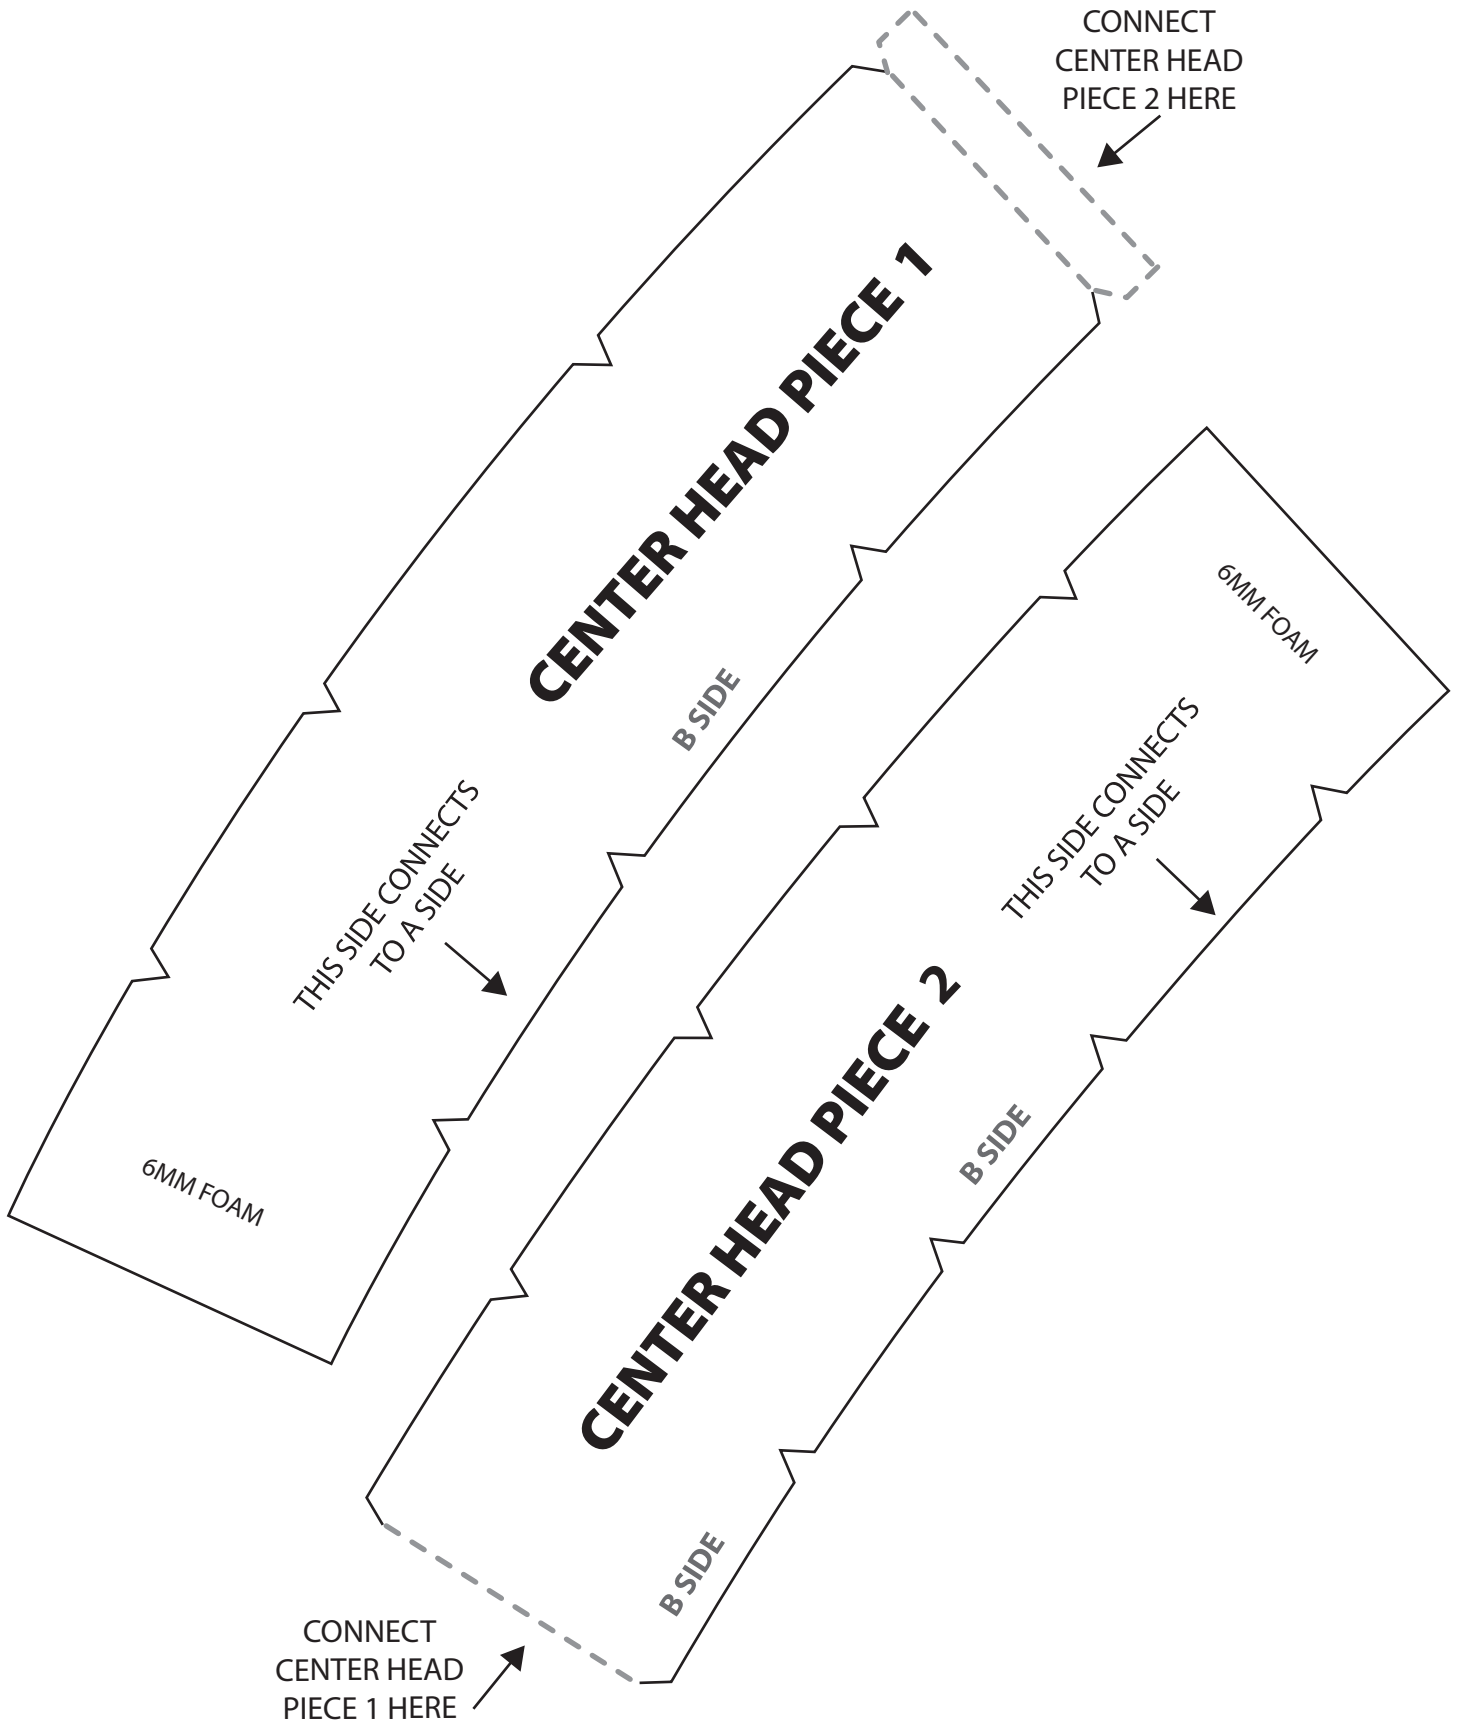 CONNECT
CENTER HEAD
PIECE 2 HERE
CENTER HEAD PIECE 1
B SIDE
THIS SIDE CONNECTS
TO A SIDE
6MM FOAM
6MM FOAM
THIS SIDE CONNECTS
TO A SIDE
CENTER HEAD PIECE 2
B SIDE
B SIDE
CONNECT
CENTER HEAD
PIECE 1 HERE